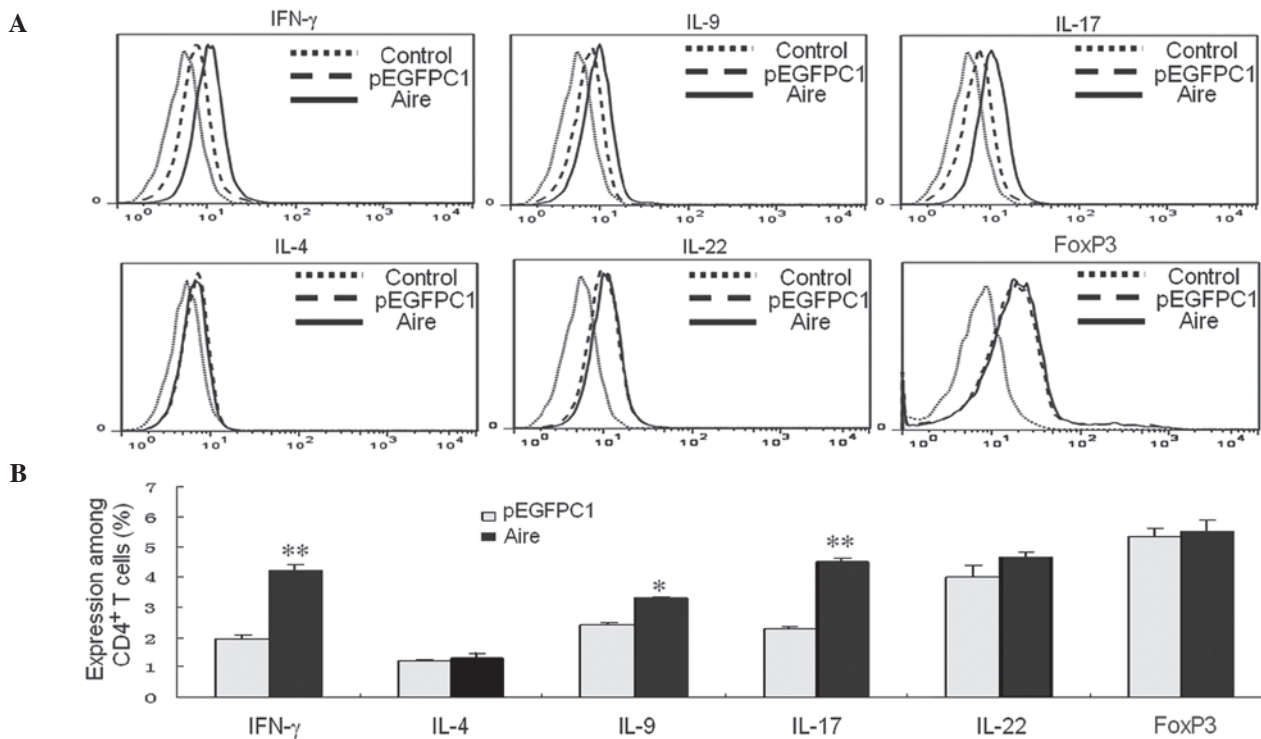 A
IFN-γ
IL-9
IL-17
Control
pEGFPC1
Aire
Control
pEGFPC1
Aire
Control
pEGFPC1
Aire
0
10⁰ 10¹ 10² 10³ 10⁴
0
10⁰ 10¹ 10² 10³ 10⁴
0
10⁰ 10¹ 10² 10³ 10⁴
IL-4
IL-22
FoxP3
Control
pEGFPC1
Aire
Control
pEGFPC1
Aire
Control
pEGFPC1
Aire
0
10⁰ 10¹ 10² 10³ 10⁴
0
10⁰ 10¹ 10² 10³ 10⁴
0
10⁰ 10¹ 10² 10³ 10⁴
B
Expression among
CD4⁺ T cells (%)
7
6
5
4
3
2
1
0
pEGFPC1
Aire
**
*
**
IFN-γ
IL-4
IL-9
IL-17
IL-22
FoxP3